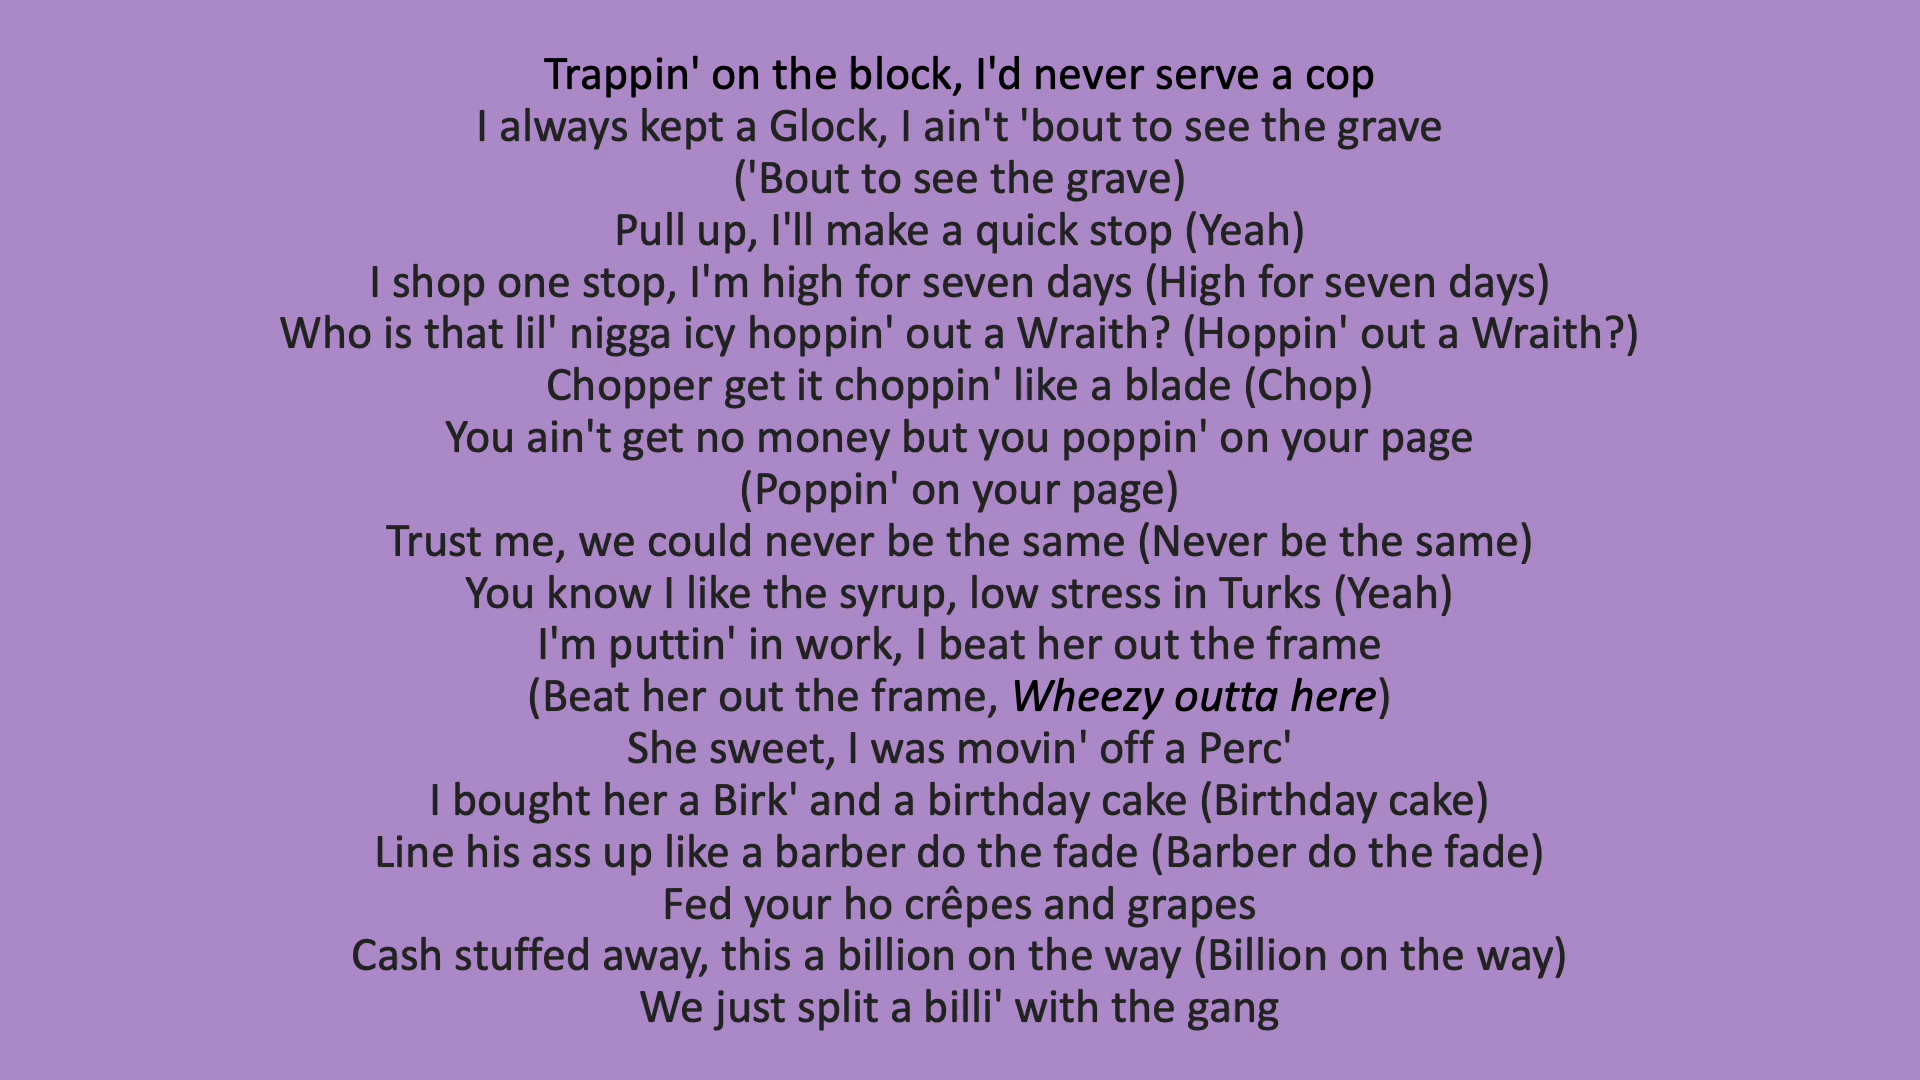 Trappin' on the block, I'd never serve a cop
I always kept a Glock, I ain't 'bout to see the grave
('Bout to see the grave)
Pull up, I'll make a quick stop (Yeah)
I shop one stop, I'm high for seven days (High for seven days)
Who is that lil' nigga icy hoppin' out a Wraith? (Hoppin' out a Wraith?)
Chopper get it choppin' like a blade (Chop)
You ain't get no money but you poppin' on your page
(Poppin' on your page)
Trust me, we could never be the same (Never be the same)
You know I like the syrup, low stress in Turks (Yeah)
I'm puttin' in work, I beat her out the frame
(Beat her out the frame, Wheezy outta here)
She sweet, I was movin' off a Perc'
I bought her a Birk' and a birthday cake (Birthday cake)
Line his ass up like a barber do the fade (Barber do the fade)
Fed your ho crêpes and grapes
Cash stuffed away, this a billion on the way (Billion on the way)
We just split a billi' with the gang